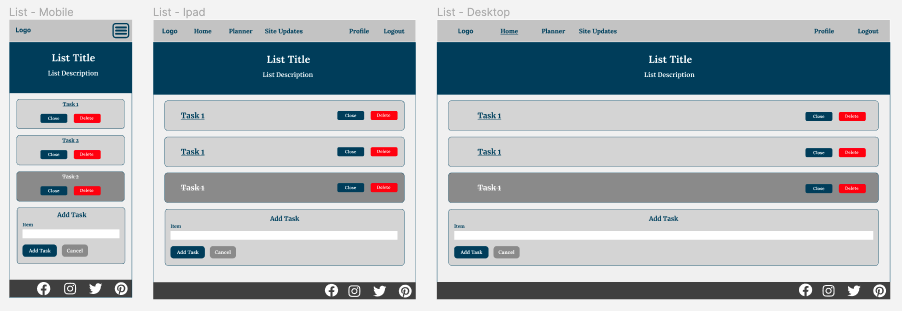 List - Mobile
Logo
List Title
List Description
Task 1
Close Delete
Task 2
Close Delete
Task 3
Close Delete
Add Task
Item
Add Task Cancel
List - Ipad
Logo Home Planner Site Updates Profile Logout
List Title
List Description
Task 1 Close Delete
Task 1 Close Delete
Task 1 Close Delete
Add Task
Item
Add Task Cancel
List - Desktop
Logo Home Planner Site Updates Profile Logout
List Title
List Description
Task 1 Close Delete
Task 1 Close Delete
Task 1 Close Delete
Add Task
Item
Add Task Cancel